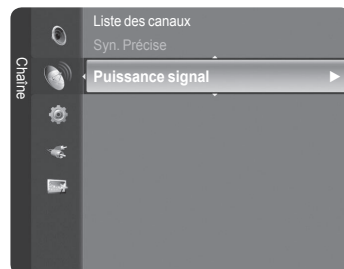 Chaîne
Liste des canaux
Syn. Précise
Puissance signal